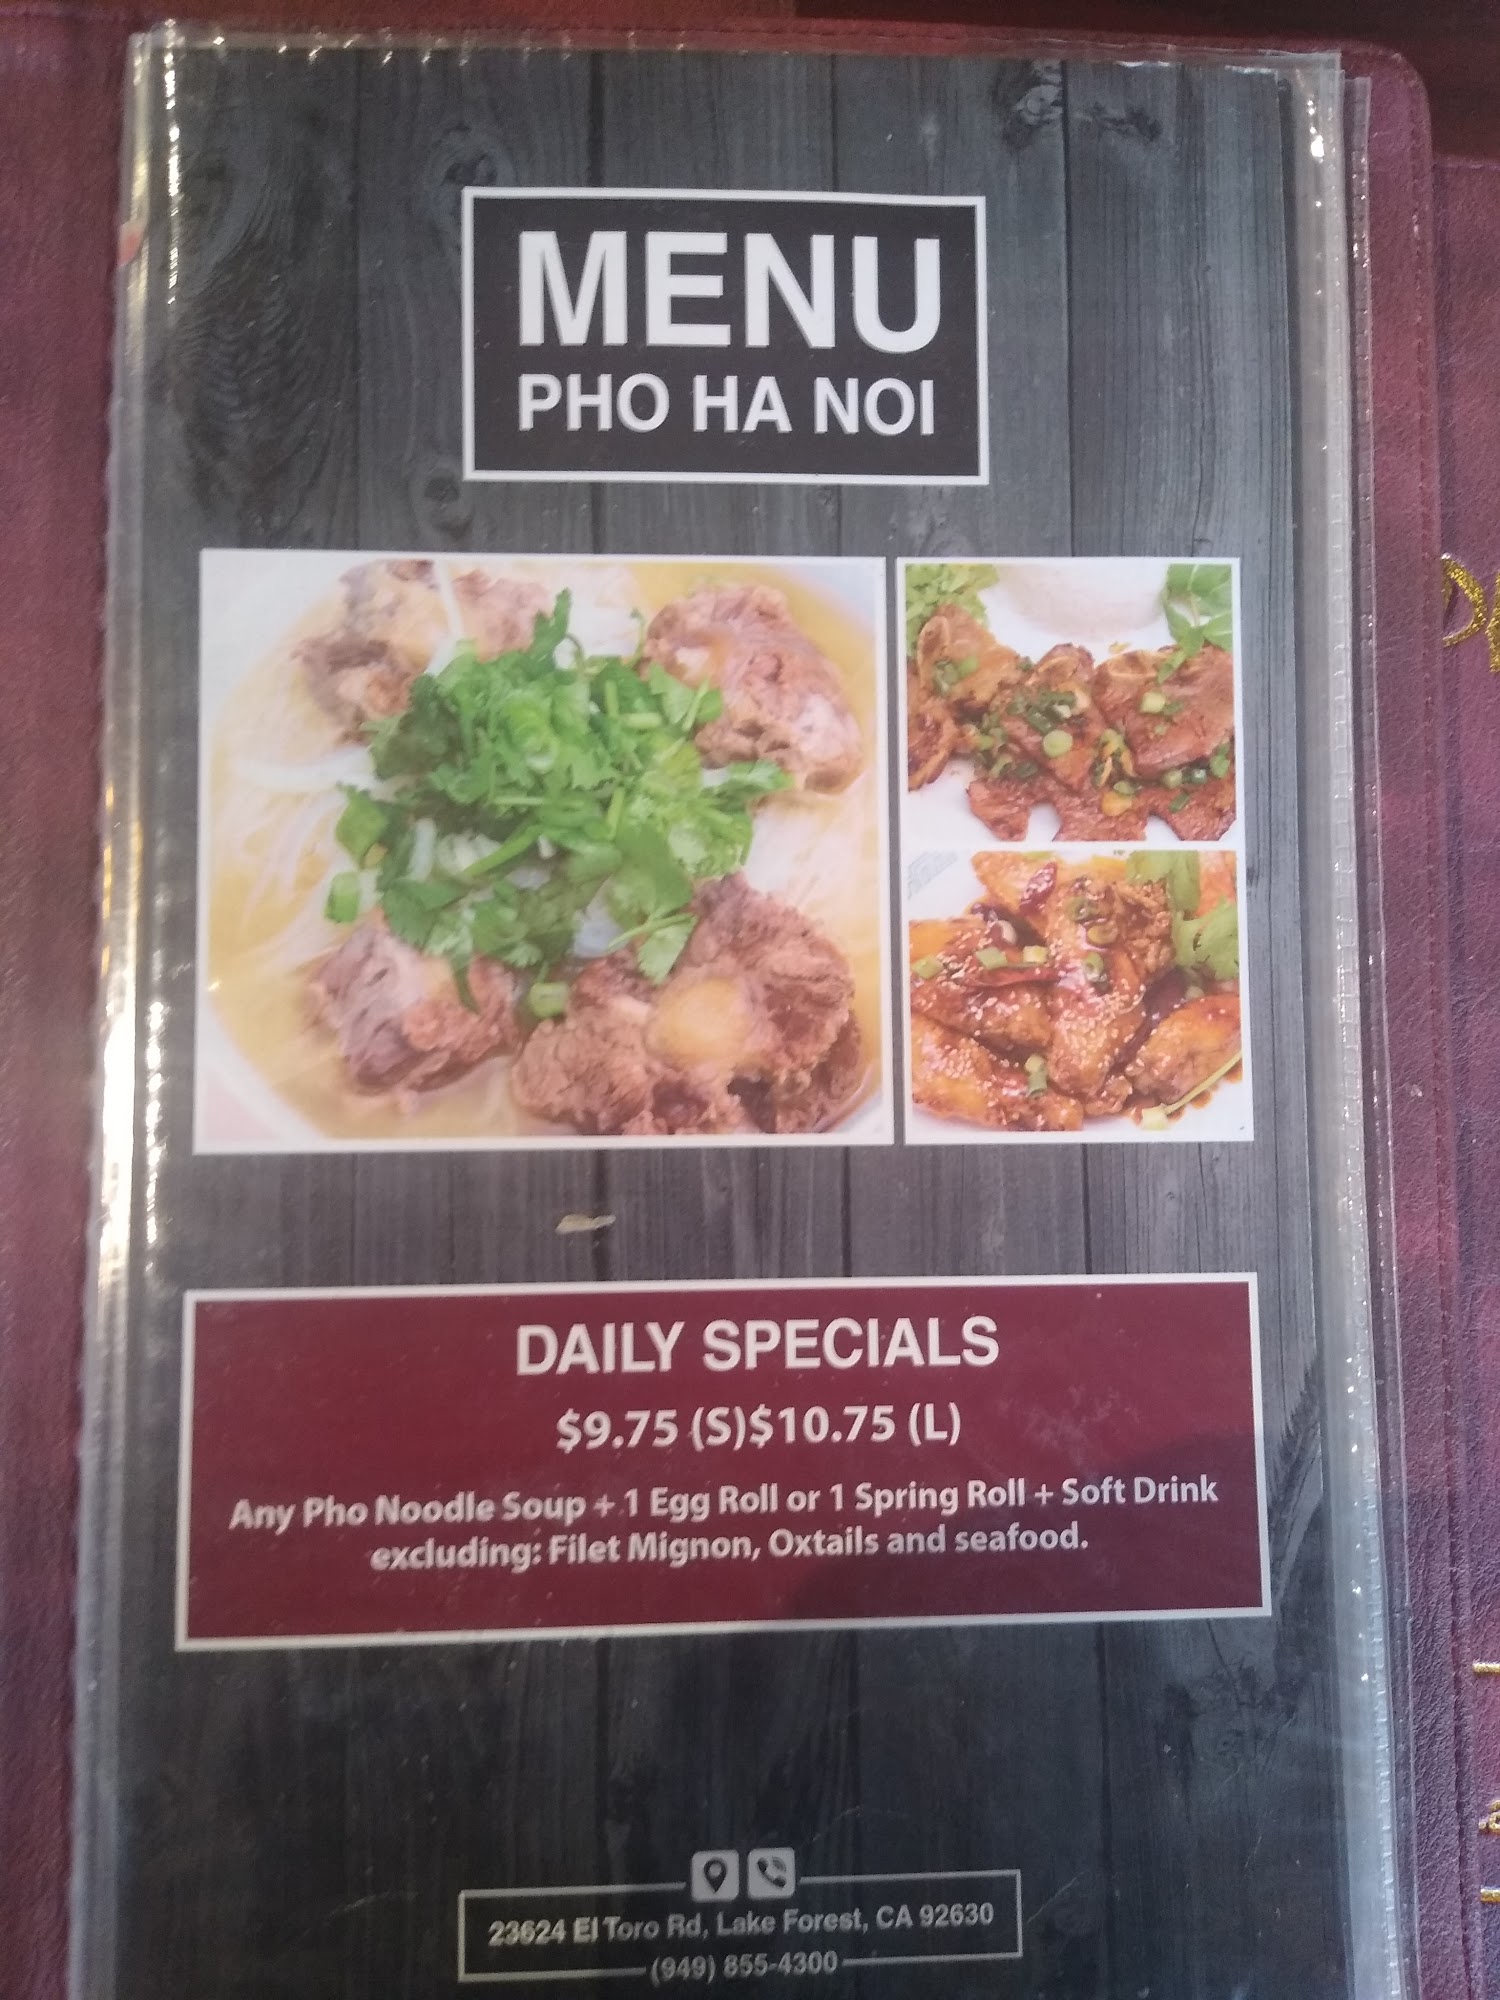 MENU
PHO HA NOI
DAILY SPECIALS
$9.75 (S)$10.75 (L)
Any Pho Noodle Soup + 1 Egg Roll or 1 Spring Roll + Soft Drink
excluding: Filet Mignon, Oxtails and seafood.
23624 El Toro Rd, Lake Forest, CA 92630
(949) 855-4300